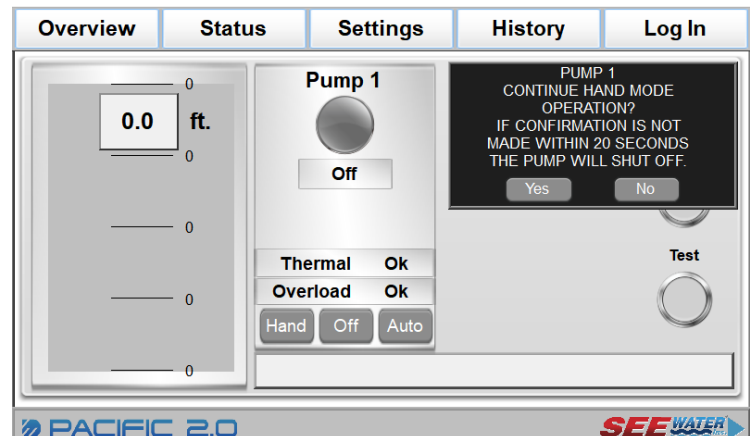 Overview Status Settings History Log In
0
0.0 ft.
0
0
0
0
Pump 1
Off
Thermal Ok
Overload Ok
Hand Off Auto
PUMP 1
CONTINUE HAND MODE
OPERATION?
IF CONFIRMATION IS NOT
MADE WITHIN 20 SECONDS
THE PUMP WILL SHUT OFF.
Yes No
Test
PACIFIC 2.0
SEE WATER